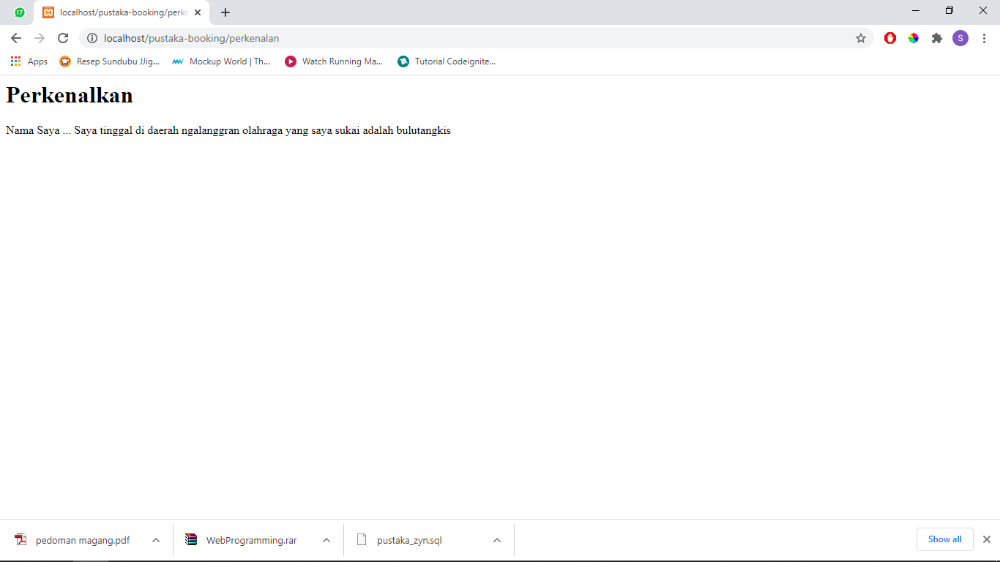 17
localhost/pustaka-booking/perke
localhost/pustaka-booking/perkenalan
S
Apps
Resep Sundubu JJig...
Mockup World | Th...
Watch Running Ma...
Tutorial Codeignite...
Perkenalkan
Nama Saya ... Saya tinggal di daerah ngalanggran olahraga yang saya sukai adalah bulutangkis
pedoman magang.pdf
WebProgramming.rar
pustaka_zyn.sql
Show all